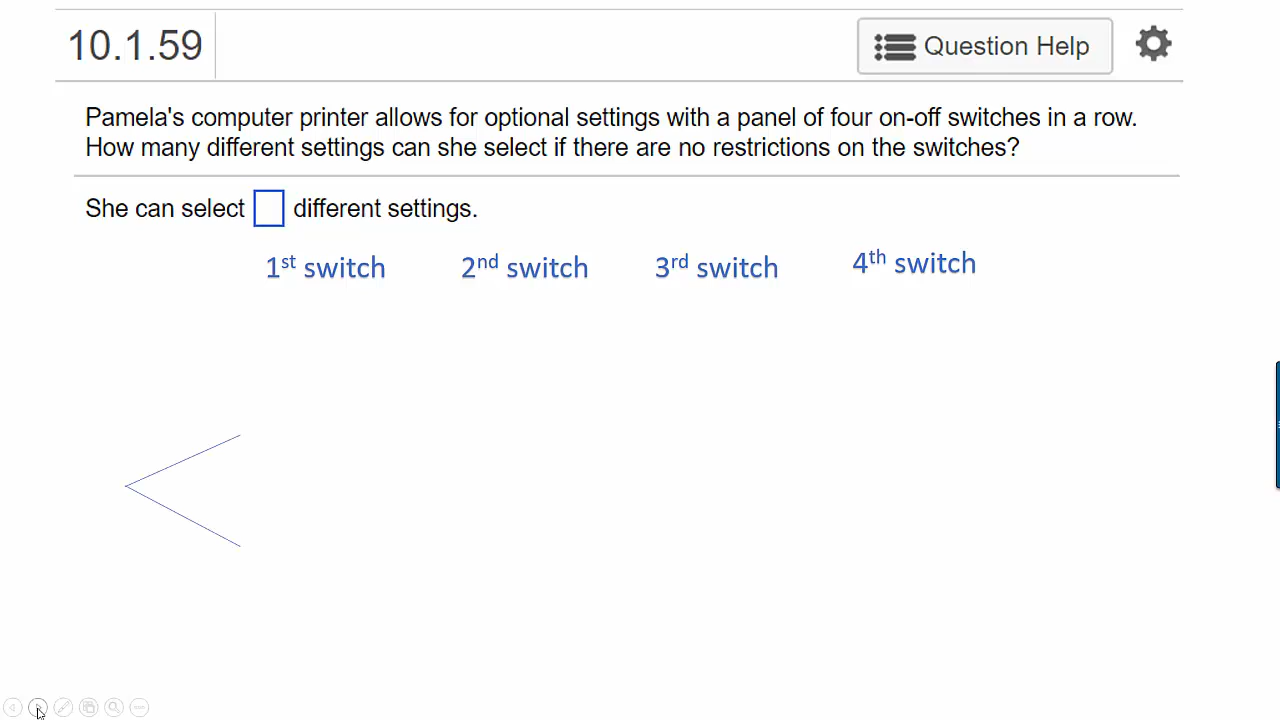 10.1.59
Question Help
Pamela's computer printer allows for optional settings with a panel of four on-off switches in a row.
How many different settings can she select if there are no restrictions on the switches?
She can select different settings.
1st switch 2nd switch 3rd switch 4th switch